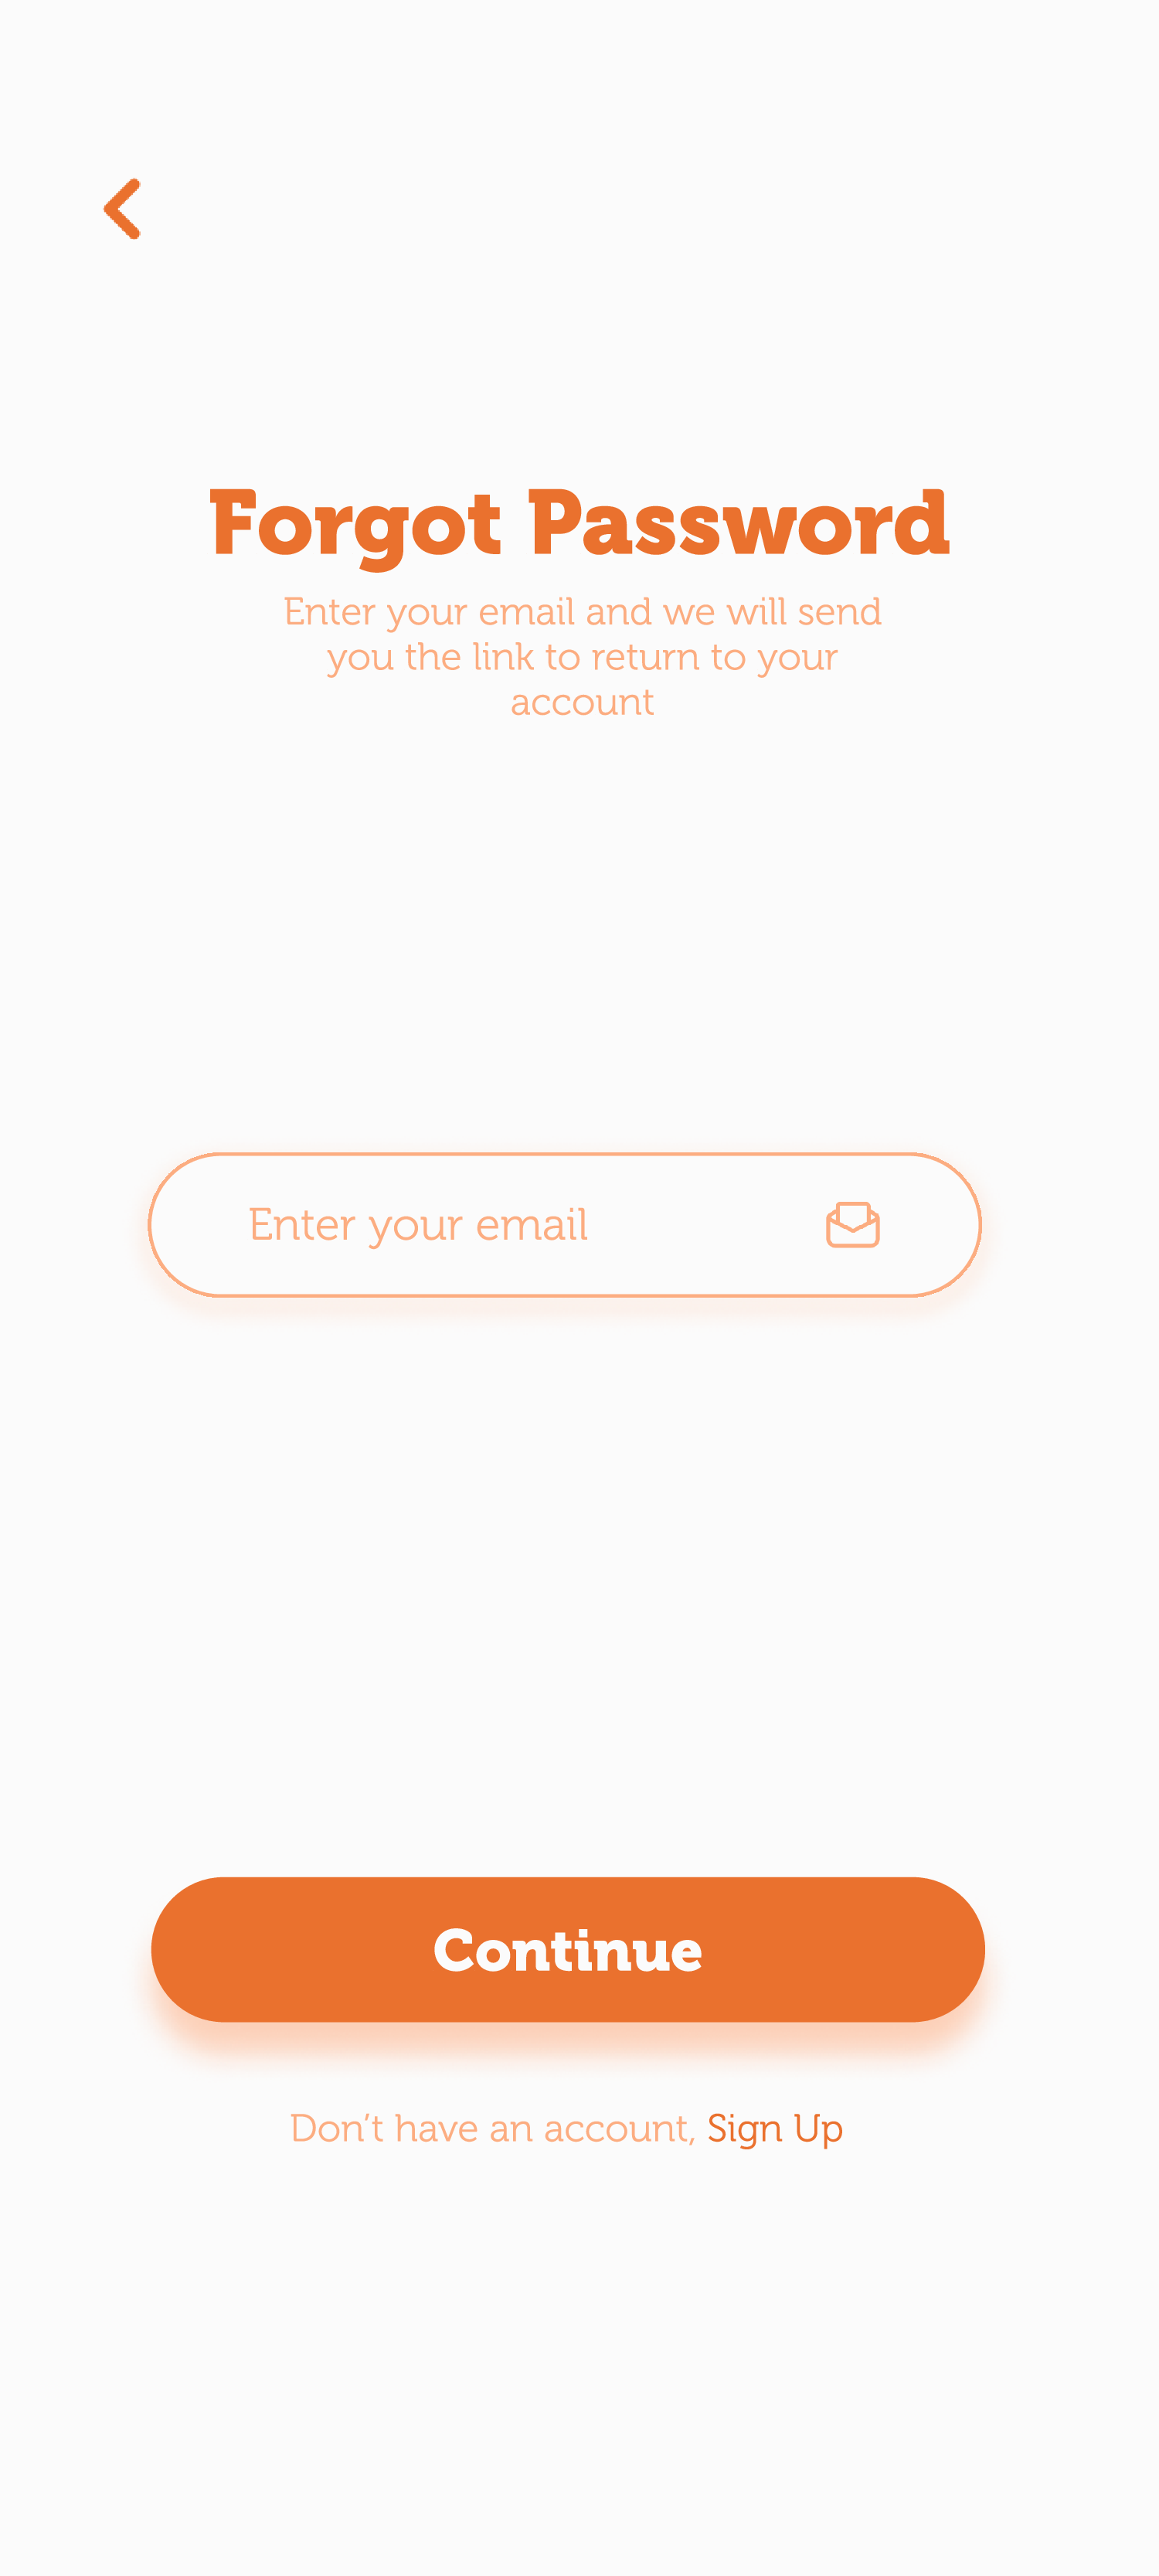 Forgot Password
Enter your email and we will send
you the link to return to your
account
Enter your email
Continue
Don’t have an account, Sign Up